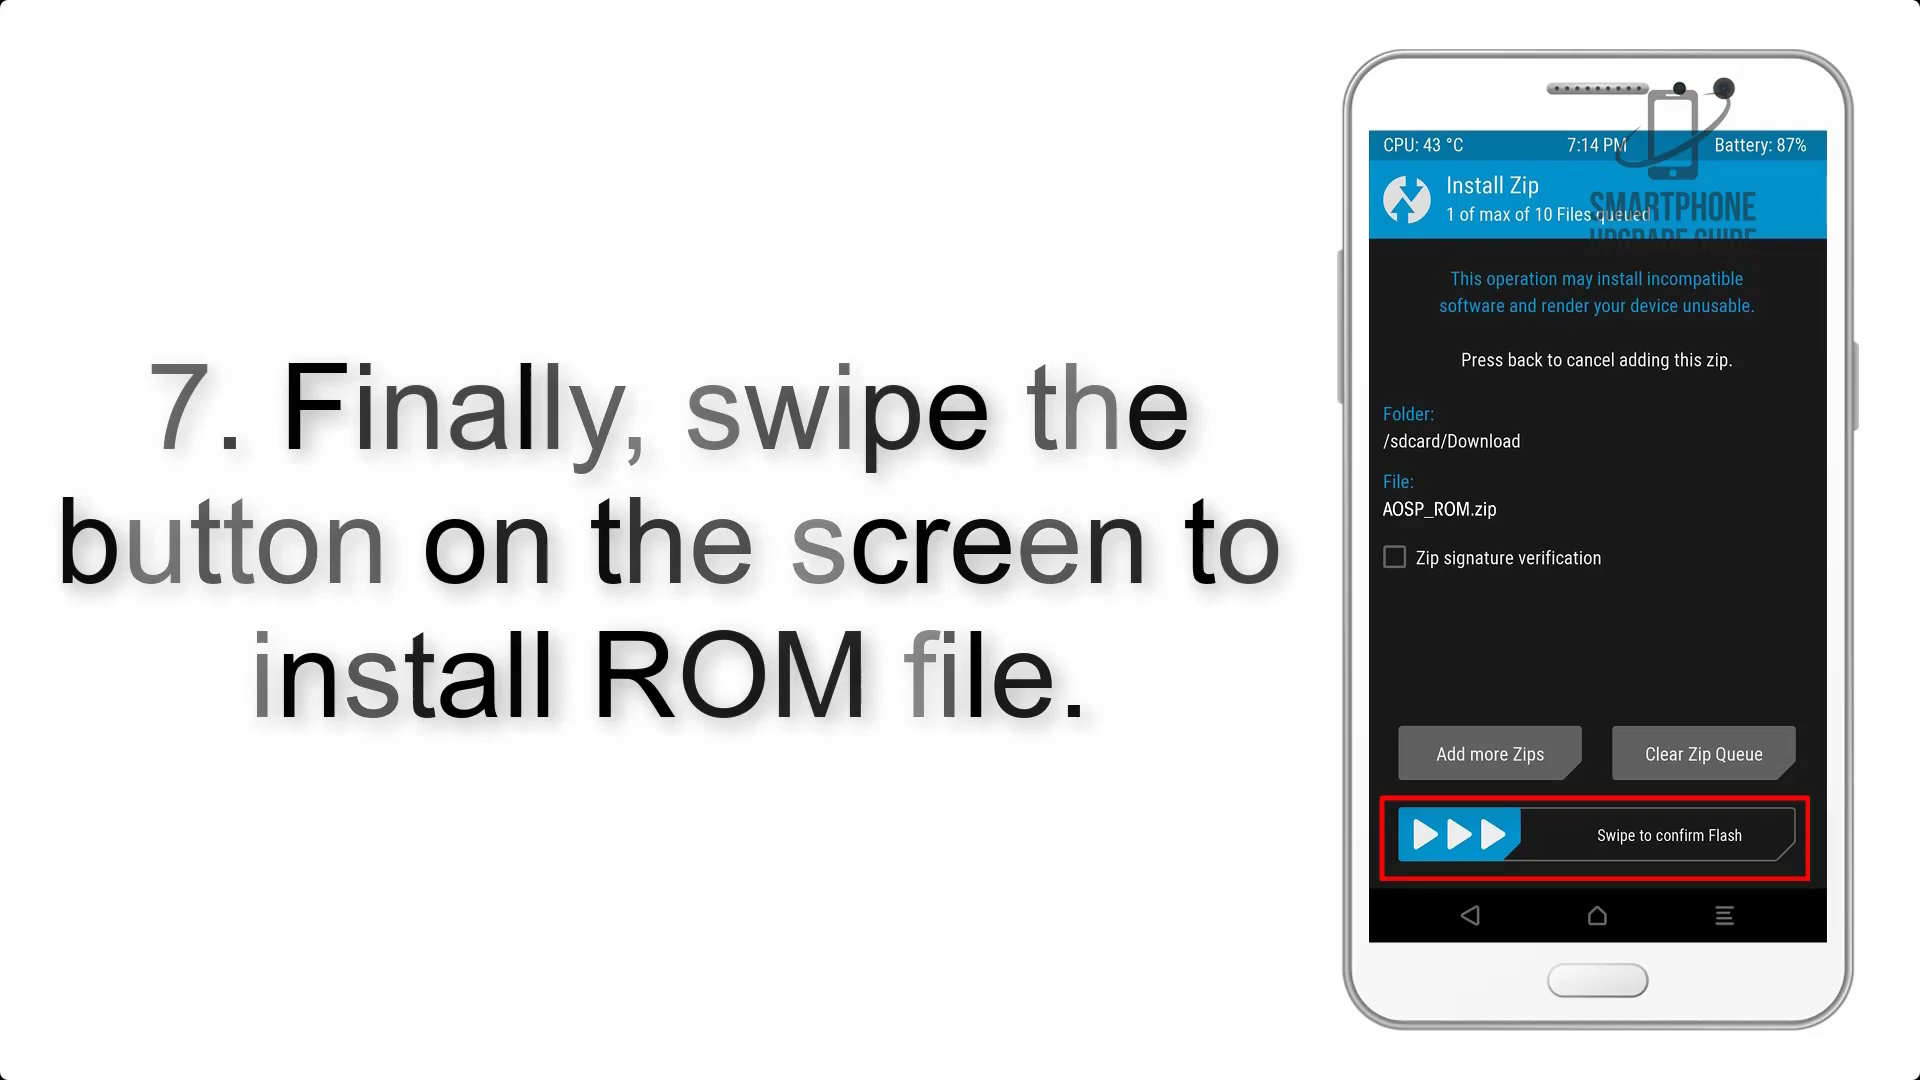 7. Finally, swipe the
button on the screen to
install ROM file.
CPU: 43 °C 7:14 PM Battery: 87%
Install Zip
1 of max of 10 Files queued
SMARTPHONE
UPGRADE GUIDE
This operation may install incompatible
software and render your device unusable.
Press back to cancel adding this zip.
Folder:
/sdcard/Download
File:
AOSP_ROM.zip
Zip signature verification
Add more Zips Clear Zip Queue
Swipe to confirm Flash